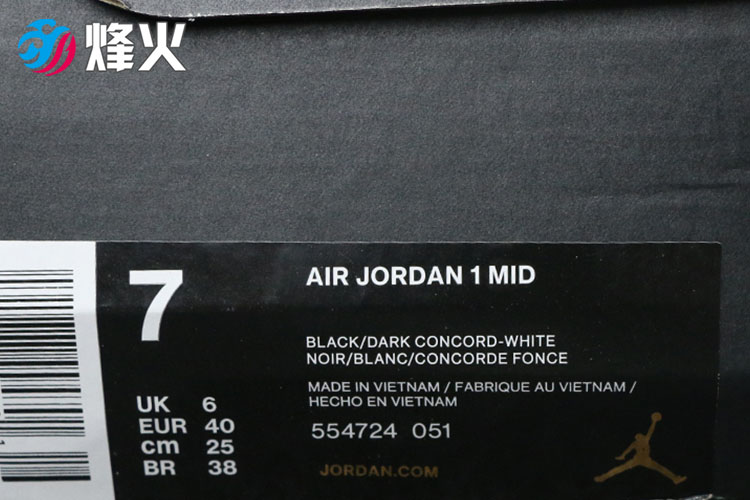 烽火
7
AIR JORDAN 1 MID
BLACK/DARK CONCORD-WHITE
NOIR/BLANC/CONCORDE FONCE
MADE IN VIETNAM / FABRIQUE AU VIETNAM /
HECHO EN VIETNAM
UK 6
EUR 40
cm 25
BR 38
554724 051
JORDAN.COM